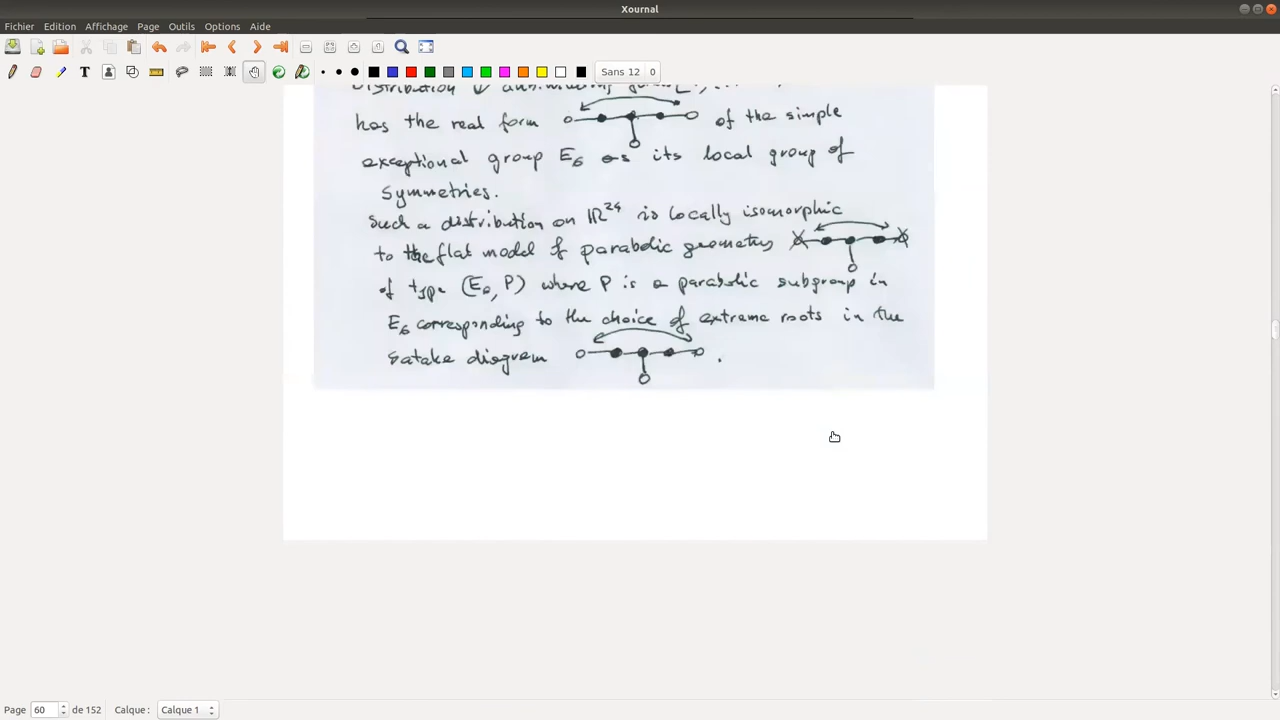 Xournal
Fichier Edition Affichage Page Outils Options Aide
Sans 12 0
Distribution
has the real form of the simple
exceptional group E6 as its local group of
symmetries.
Such a distribution on ℝ²⁴ is locally isomorphic
to the flat model of parabolic geometry
of type (E6, P) where P is a parabolic subgroup in
E6 corresponding to the choice of extreme roots in the
Satake diagram .
Page 60 de 152 Calque : Calque 1